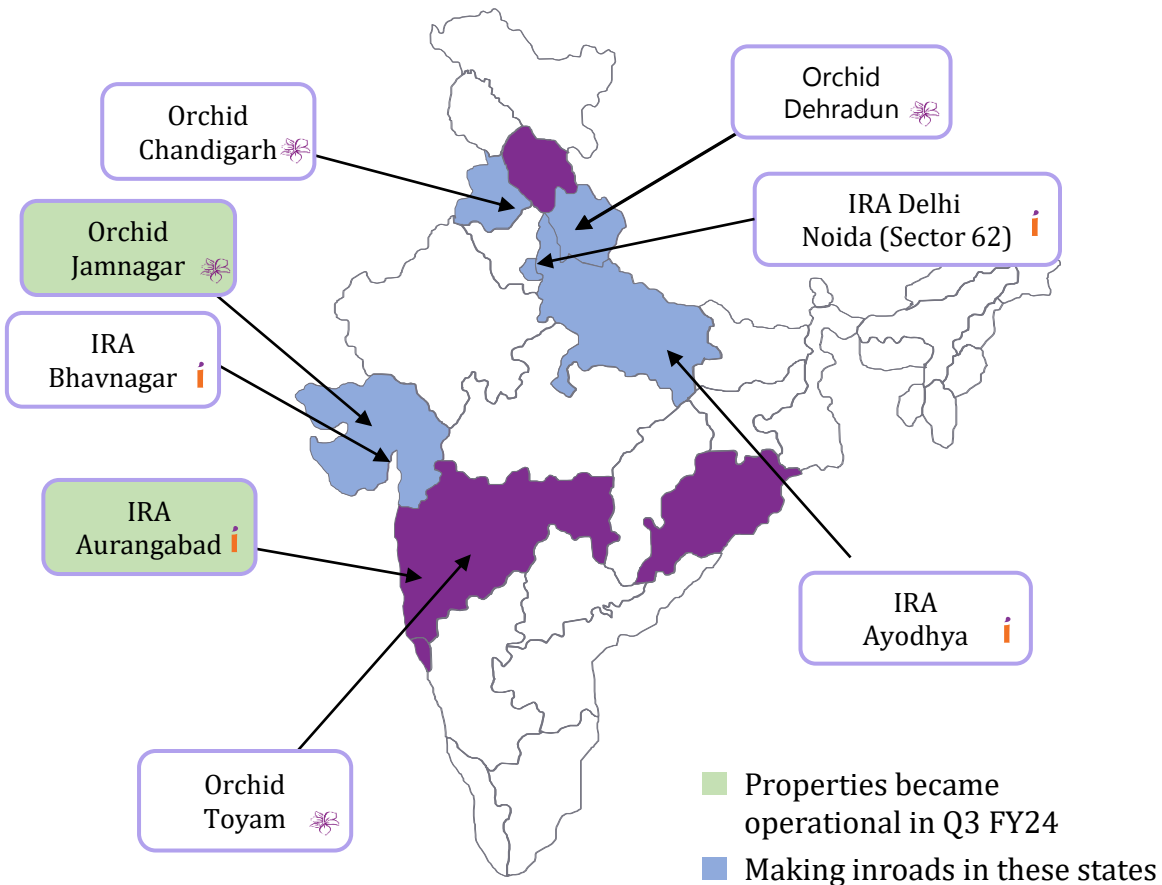 Orchid
Dehradun
Orchid
Chandigarh
IRA Delhi
Noida (Sector 62)
Orchid
Jamnagar
IRA
Bhavnagar
IRA
Aurangabad
IRA
Ayodhya
Orchid
Toyam
Properties became
operational in Q3 FY24
Making inroads in these states